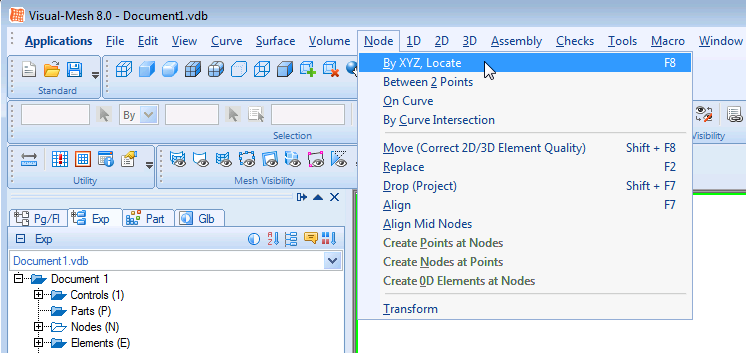 Visual-Mesh 8.0 - Document1.vdb
Applications File Edit View Curve Surface Volume Node 1D 2D 3D Assembly Checks Tools Macro Window
By XYZ, Locate F8
Between 2 Points
On Curve
By Curve Intersection
Move (Correct 2D/3D Element Quality) Shift + F8
Replace F2
Drop (Project) Shift + F7
Align F7
Align Mid Nodes
Create Points at Nodes
Create Nodes at Points
Create 0D Elements at Nodes
Transform
Standard
By
Selection
Visibility
Utility
Mesh Visibility
Pg/Fl Exp Part Glb
Exp
Document1.vdb
Document 1
Controls (1)
Parts (P)
Nodes (N)
Elements (E)